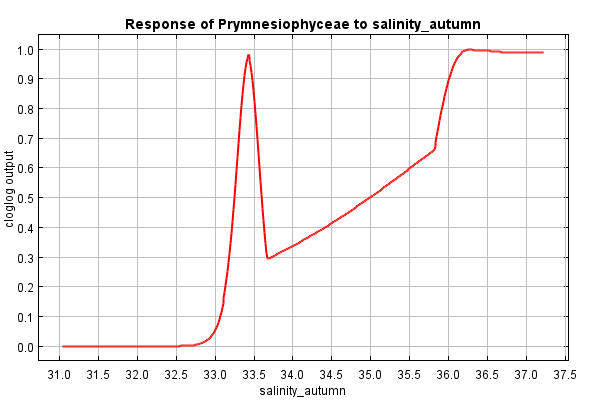 Response of Prymnesiophyceae to salinity_autumn
cloglog output
1.0
0.9
0.8
0.7
0.6
0.5
0.4
0.3
0.2
0.1
0.0
31.0 31.5 32.0 32.5 33.0 33.5 34.0 34.5 35.0 35.5 36.0 36.5 37.0 37.5
salinity_autumn